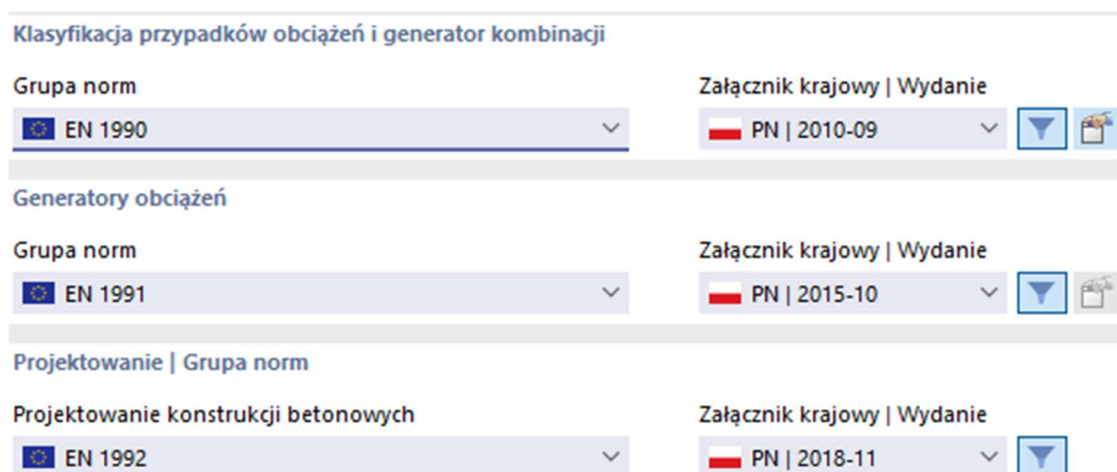 Klasyfikacja przypadków obciążeń i generator kombinacji
Grupa norm Załącznik krajowy | Wydanie
EN 1990 PN | 2010-09
Generatory obciążeń
Grupa norm Załącznik krajowy | Wydanie
EN 1991 PN | 2015-10
Projektowanie | Grupa norm
Projektowanie konstrukcji betonowych Załącznik krajowy | Wydanie
EN 1992 PN | 2018-11